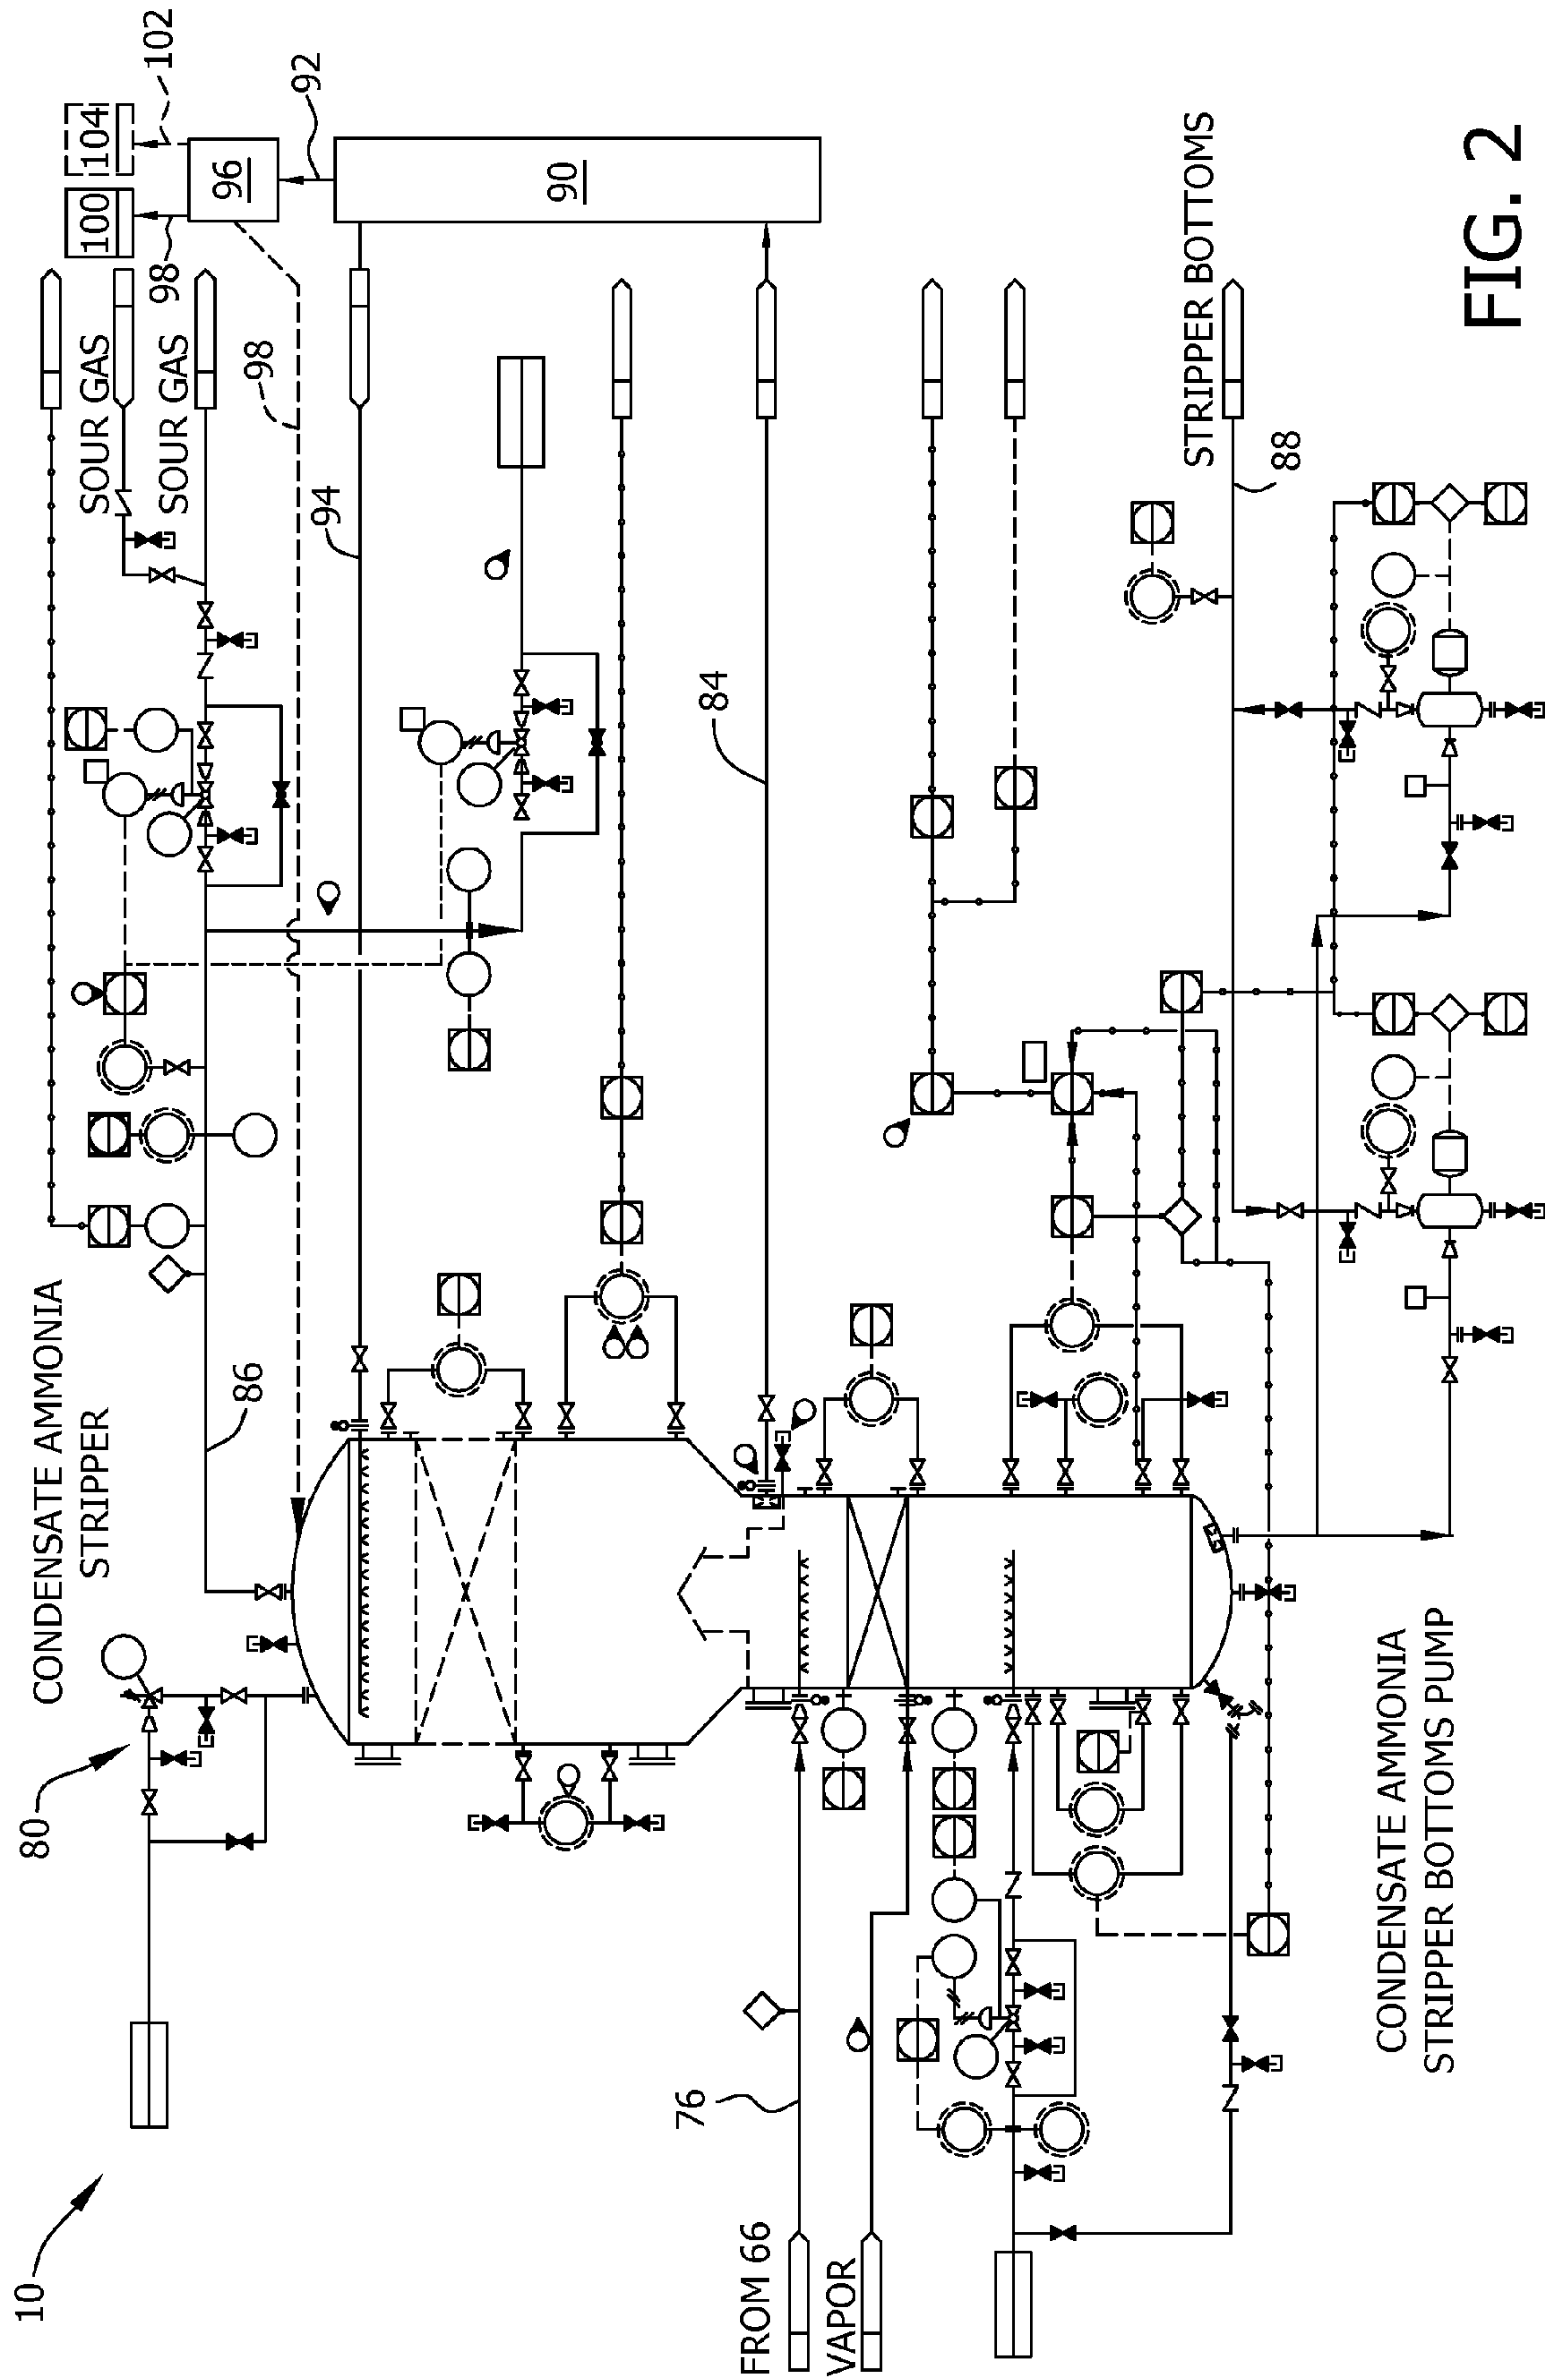 10
80
CONDENSATE AMMONIA
STRIPPER
86
SOUR GAS
SOUR GAS
98
100
104
102
96
92
90
98
94
84
FROM 66
76
VAPOR
STRIPPER BOTTOMS
88
CONDENSATE AMMONIA
STRIPPER BOTTOMS PUMP
FIG. 2